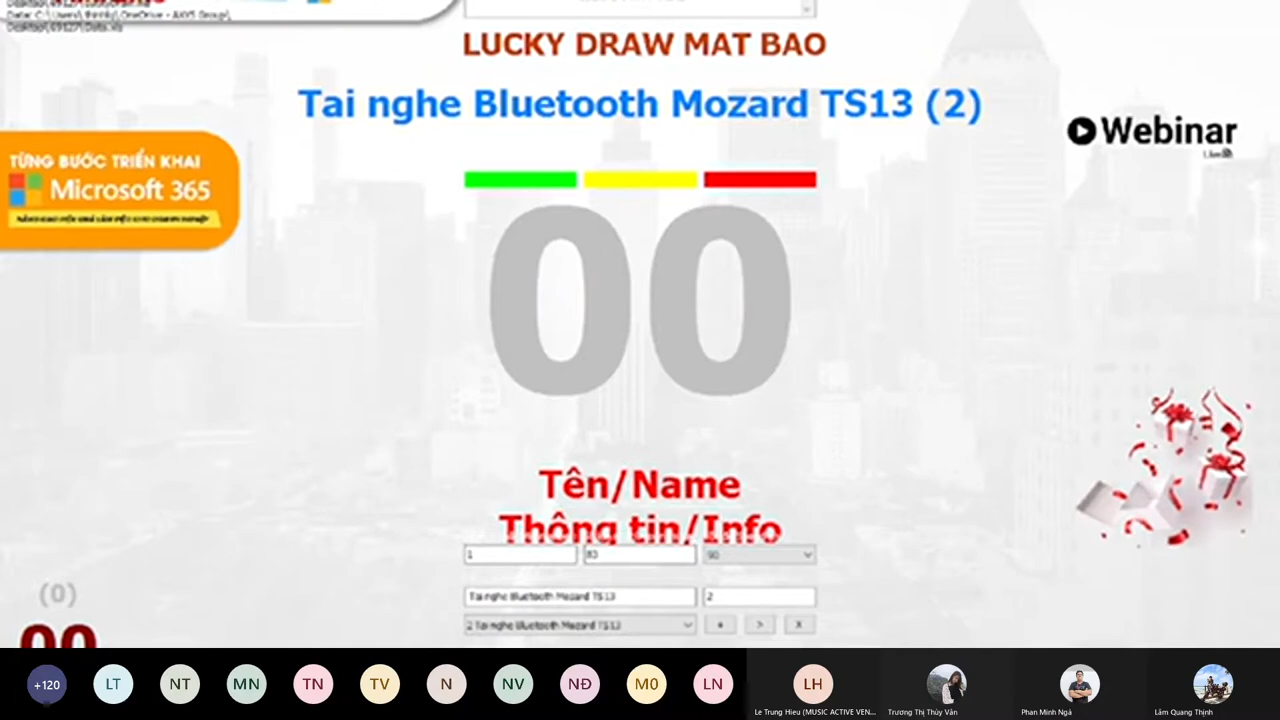 LUCKY DRAW MAT BAO
Tai nghe Bluetooth Mozard TS13 (2)
Webinar
TỪNG BƯỚC TRIỂN KHAI
Microsoft 365
00
Tên/Name
Thông tin/Info
1
83
90
(0)
Tai nghe Bluetooth Mozard TS13
2
2 Tai nghe Bluetooth Mozard TS13
>
X
00
+120
LT
NT
MN
TN
TV
N
NV
NĐ
M0
LN
LH
Le Trung Hieu (MUSIC ACTIVE VEN...
Trương Thị Thùy Vân
Phan Minh Ngà
Lâm Quang Thịnh